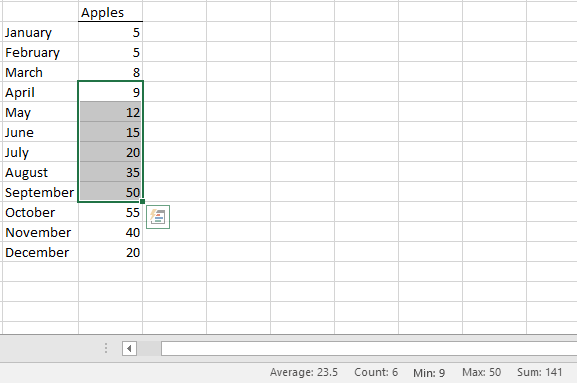 Apples
January 5
February 5
March 8
April 9
May 12
June 15
July 20
August 35
September 50
October 55
November 40
December 20
Average: 23.5 Count: 6 Min: 9 Max: 50 Sum: 141